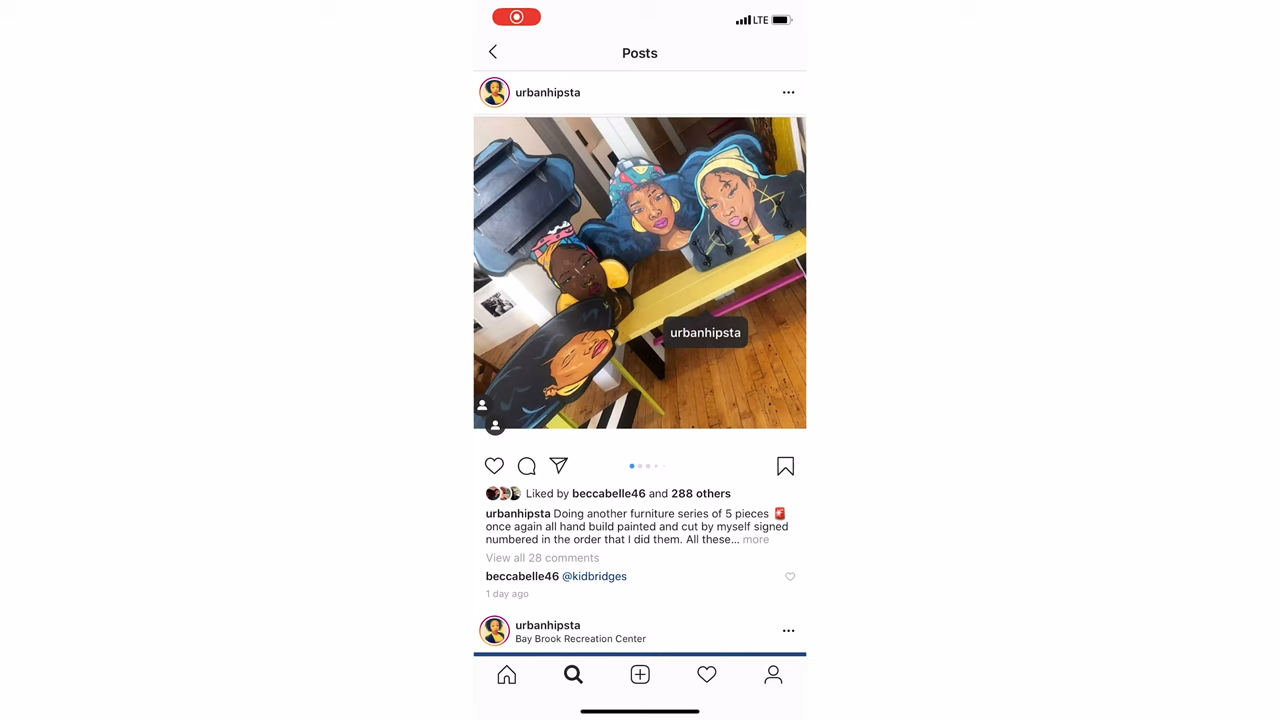 LTE
Posts
urbanhipsta
urbanhipsta
Liked by beccabelle46 and 288 others
urbanhipsta Doing another furniture series of 5 pieces 🚨
once again all hand build painted and cut by myself signed
numbered in the order that I did them. All these... more
View all 28 comments
beccabelle46 @kidbridges
1 day ago
urbanhipsta
Bay Brook Recreation Center